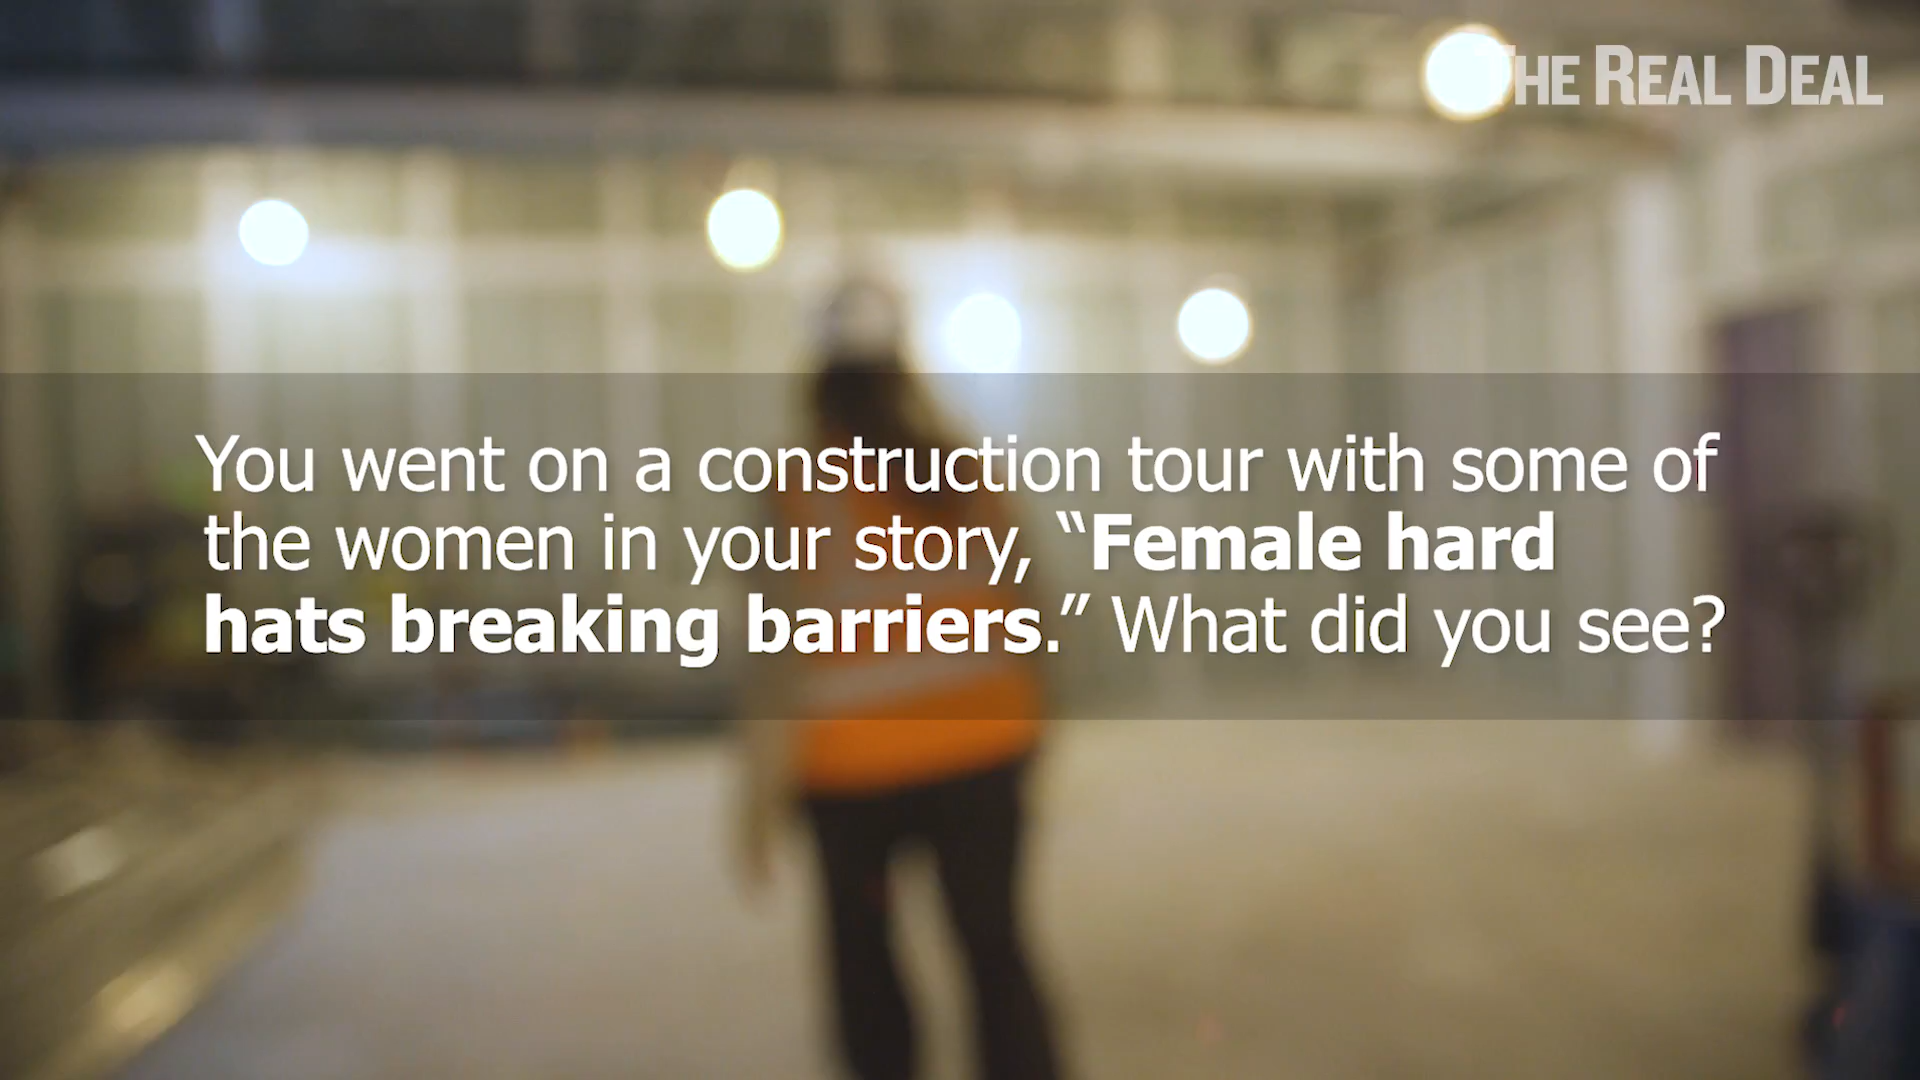 THE REAL DEAL
You went on a construction tour with some of
the women in your story, “Female hard
hats breaking barriers.” What did you see?